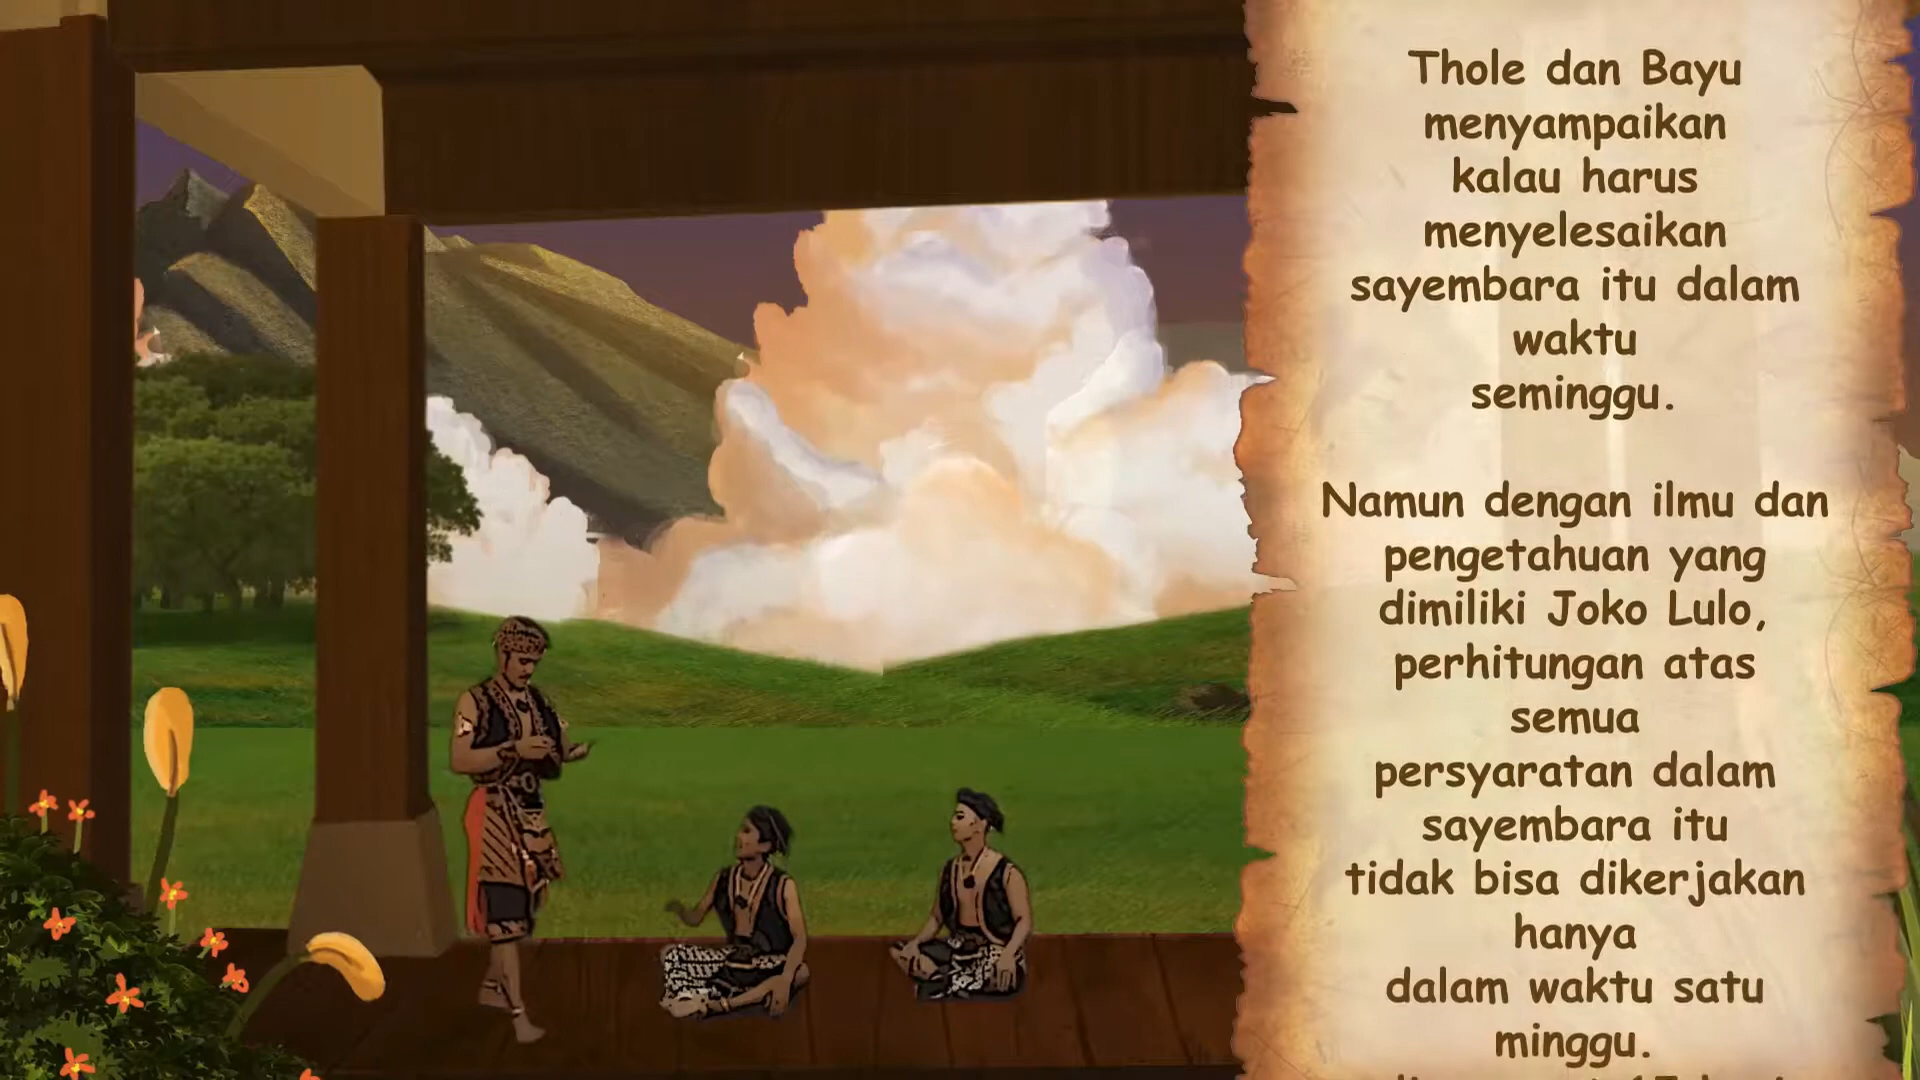 Thole dan Bayu
menyampaikan
kalau harus
menyelesaikan
sayembara itu dalam
waktu
seminggu.
Namun dengan ilmu dan
pengetahuan yang
dimiliki Joko Lulo,
perhitungan atas
semua
persyaratan dalam
sayembara itu
tidak bisa dikerjakan
hanya
dalam waktu satu
minggu.